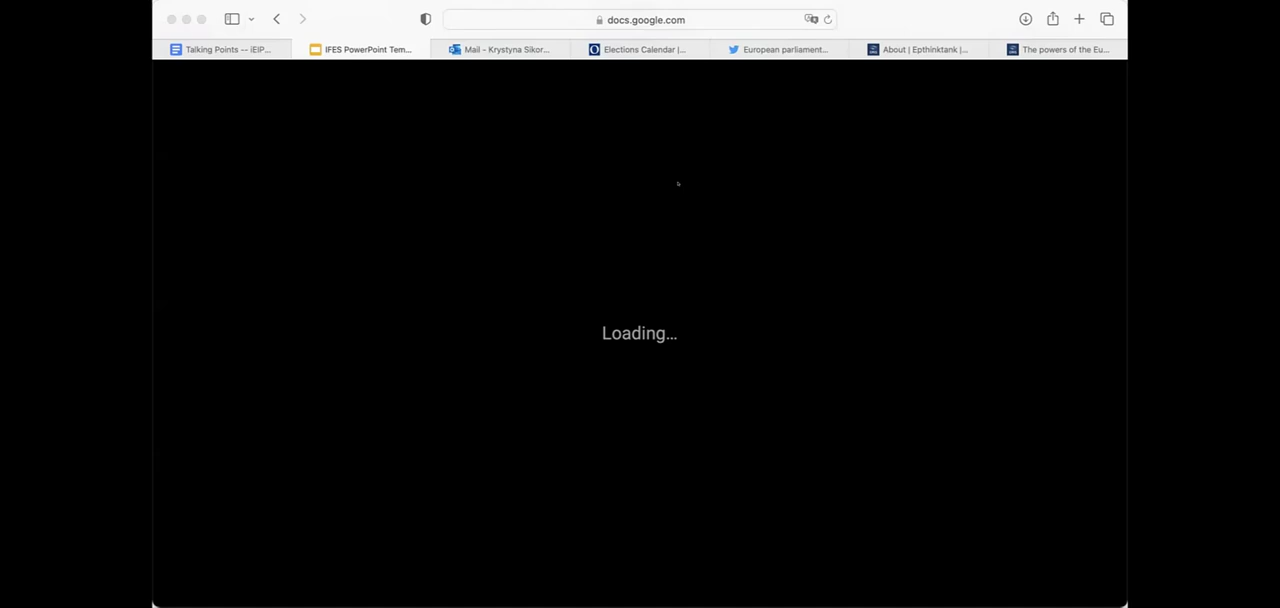 docs.google.com
Talking Points -- iEIP...
IFES PowerPoint Tem...
Mail - Krystyna Sikor...
Elections Calendar |...
European parliament...
About | Epthinktank |...
The powers of the Eu...
Loading...